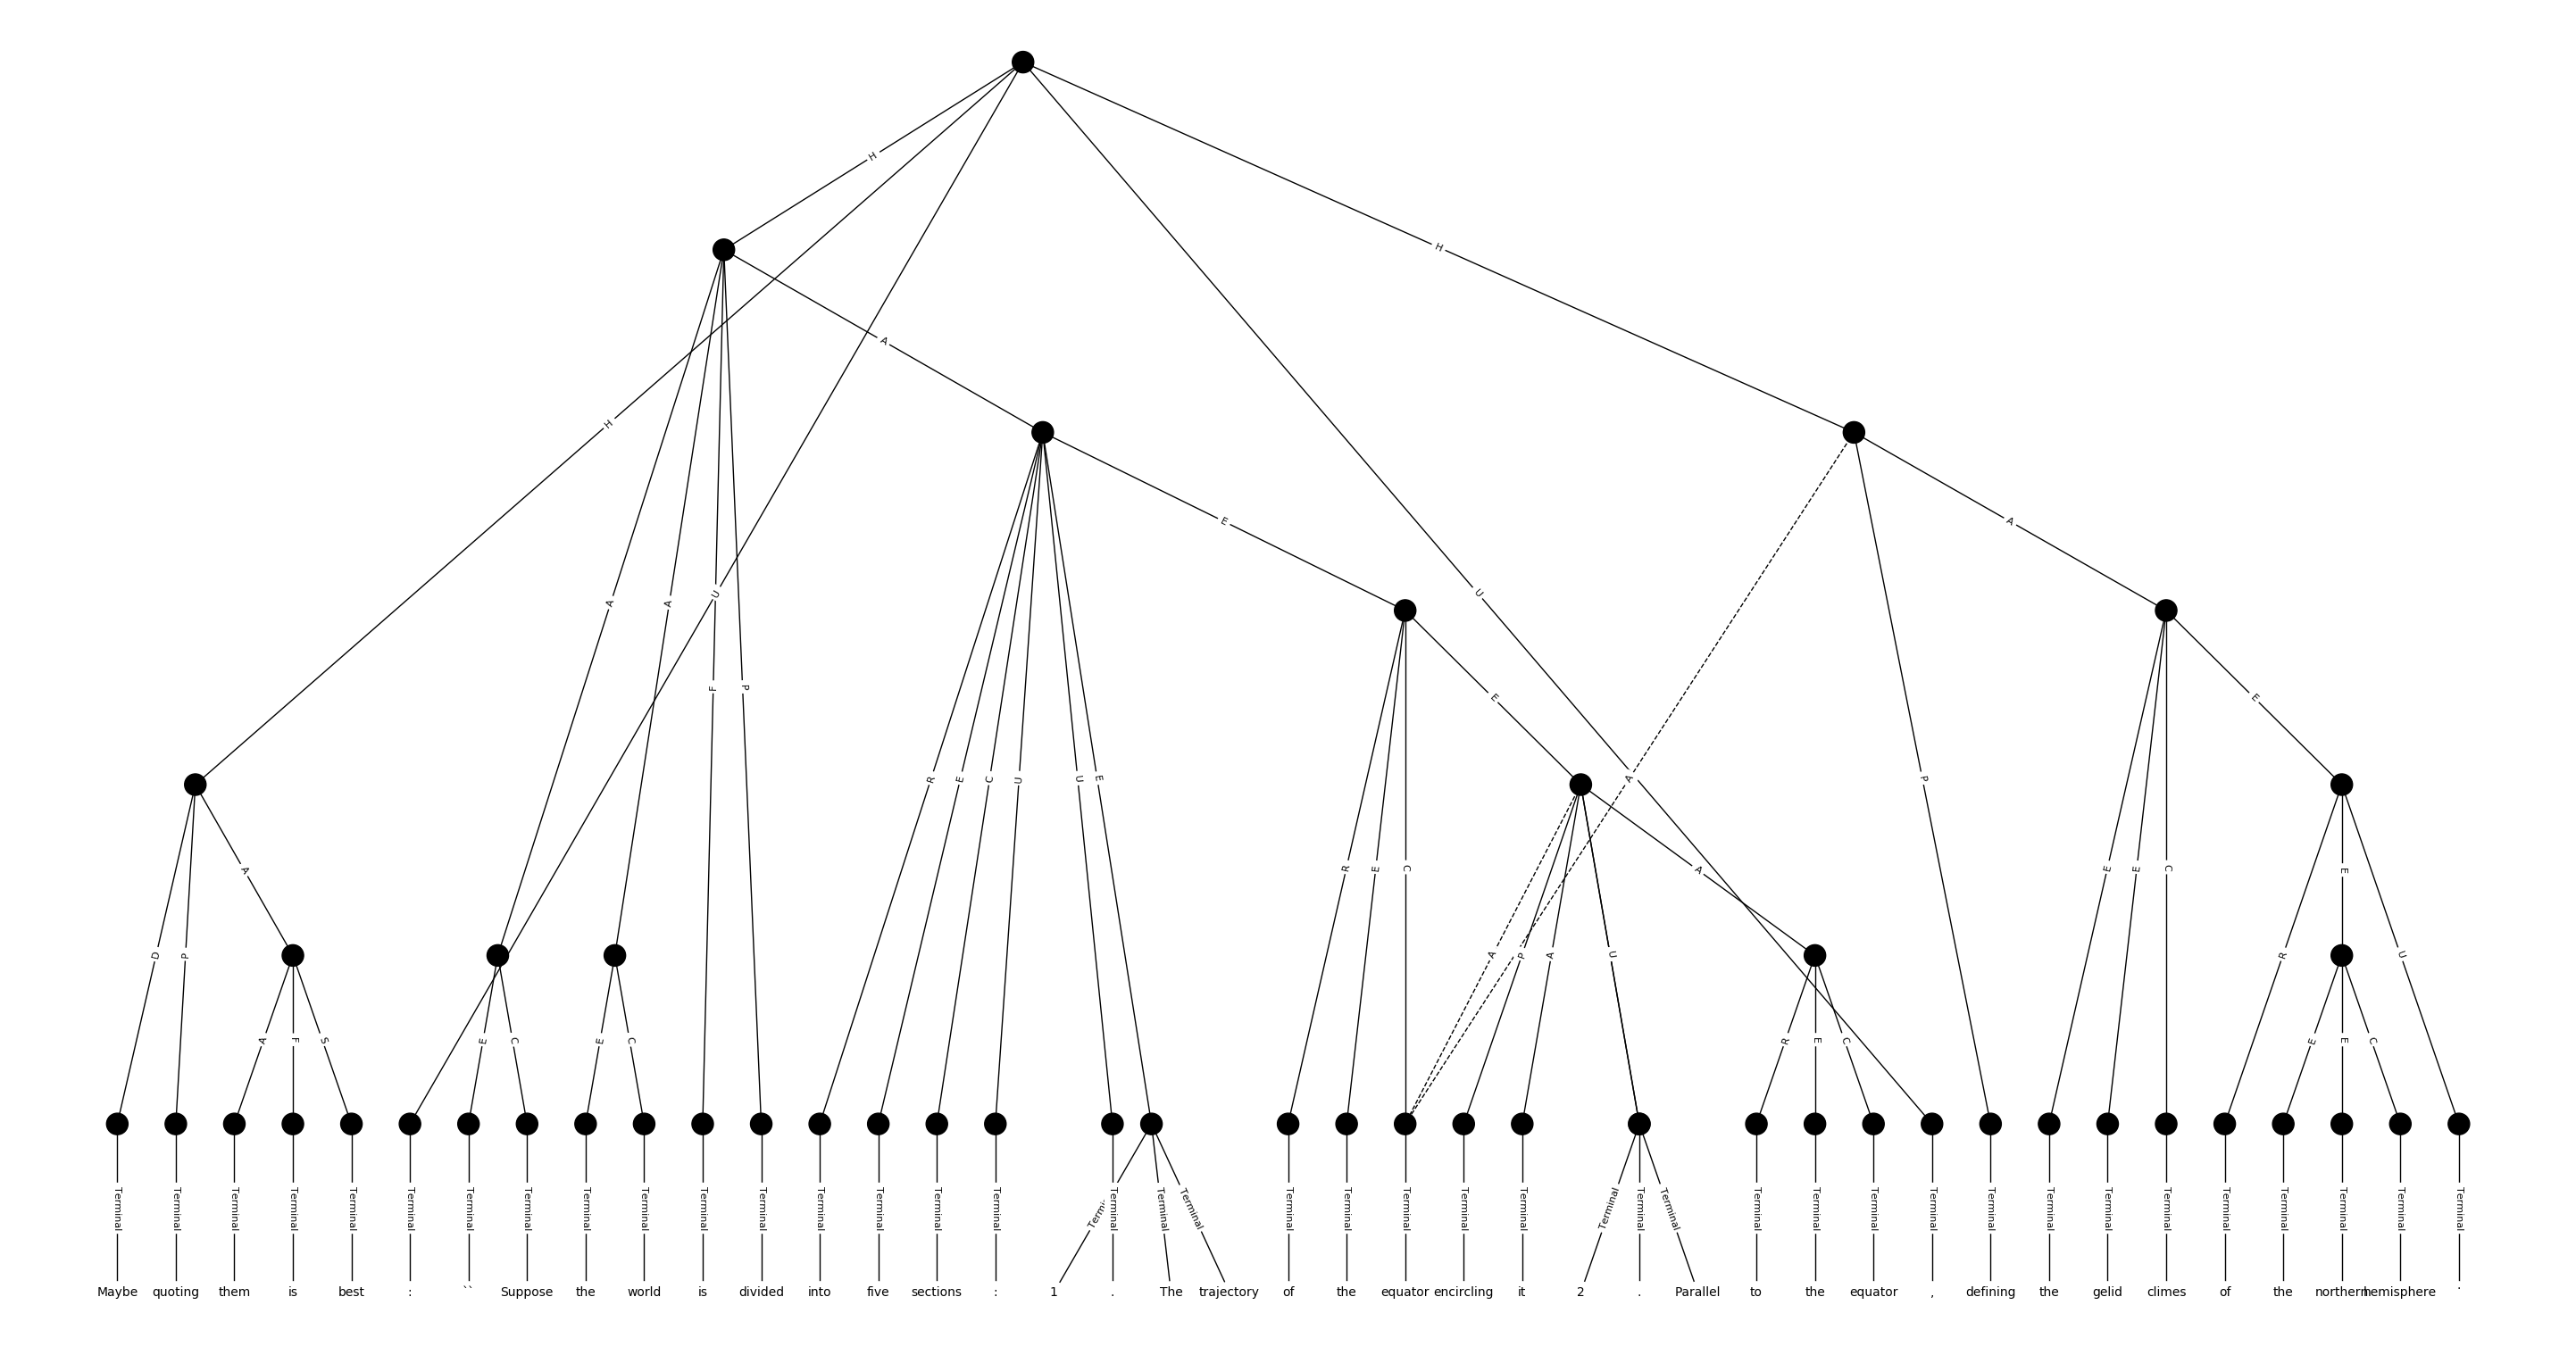 H
H
A
H
E
A
U
U
A
A
F
P
E
E
R
E
C
U
U
E
A
P
A
R
E
C
E
E
C
E
D
P
A
P
A
U
R
U
A
F
S
E
C
E
C
R
E
C
E
E
C
Terminal Terminal Terminal Terminal Terminal Terminal Terminal Terminal Terminal Terminal Terminal Terminal Terminal Terminal Terminal Terminal Terminal Terminal Terminal Terminal Terminal Terminal Terminal Terminal Terminal Terminal Terminal Terminal Terminal Terminal Terminal Terminal Terminal Terminal Terminal Terminal Terminal Terminal Terminal Terminal
Maybe quoting them is best : `` Suppose the world is divided into five sections : 1 . The trajectory of the equator encircling it 2 . Parallel to the equator , defining the gelid climes of the northern hemisphere .